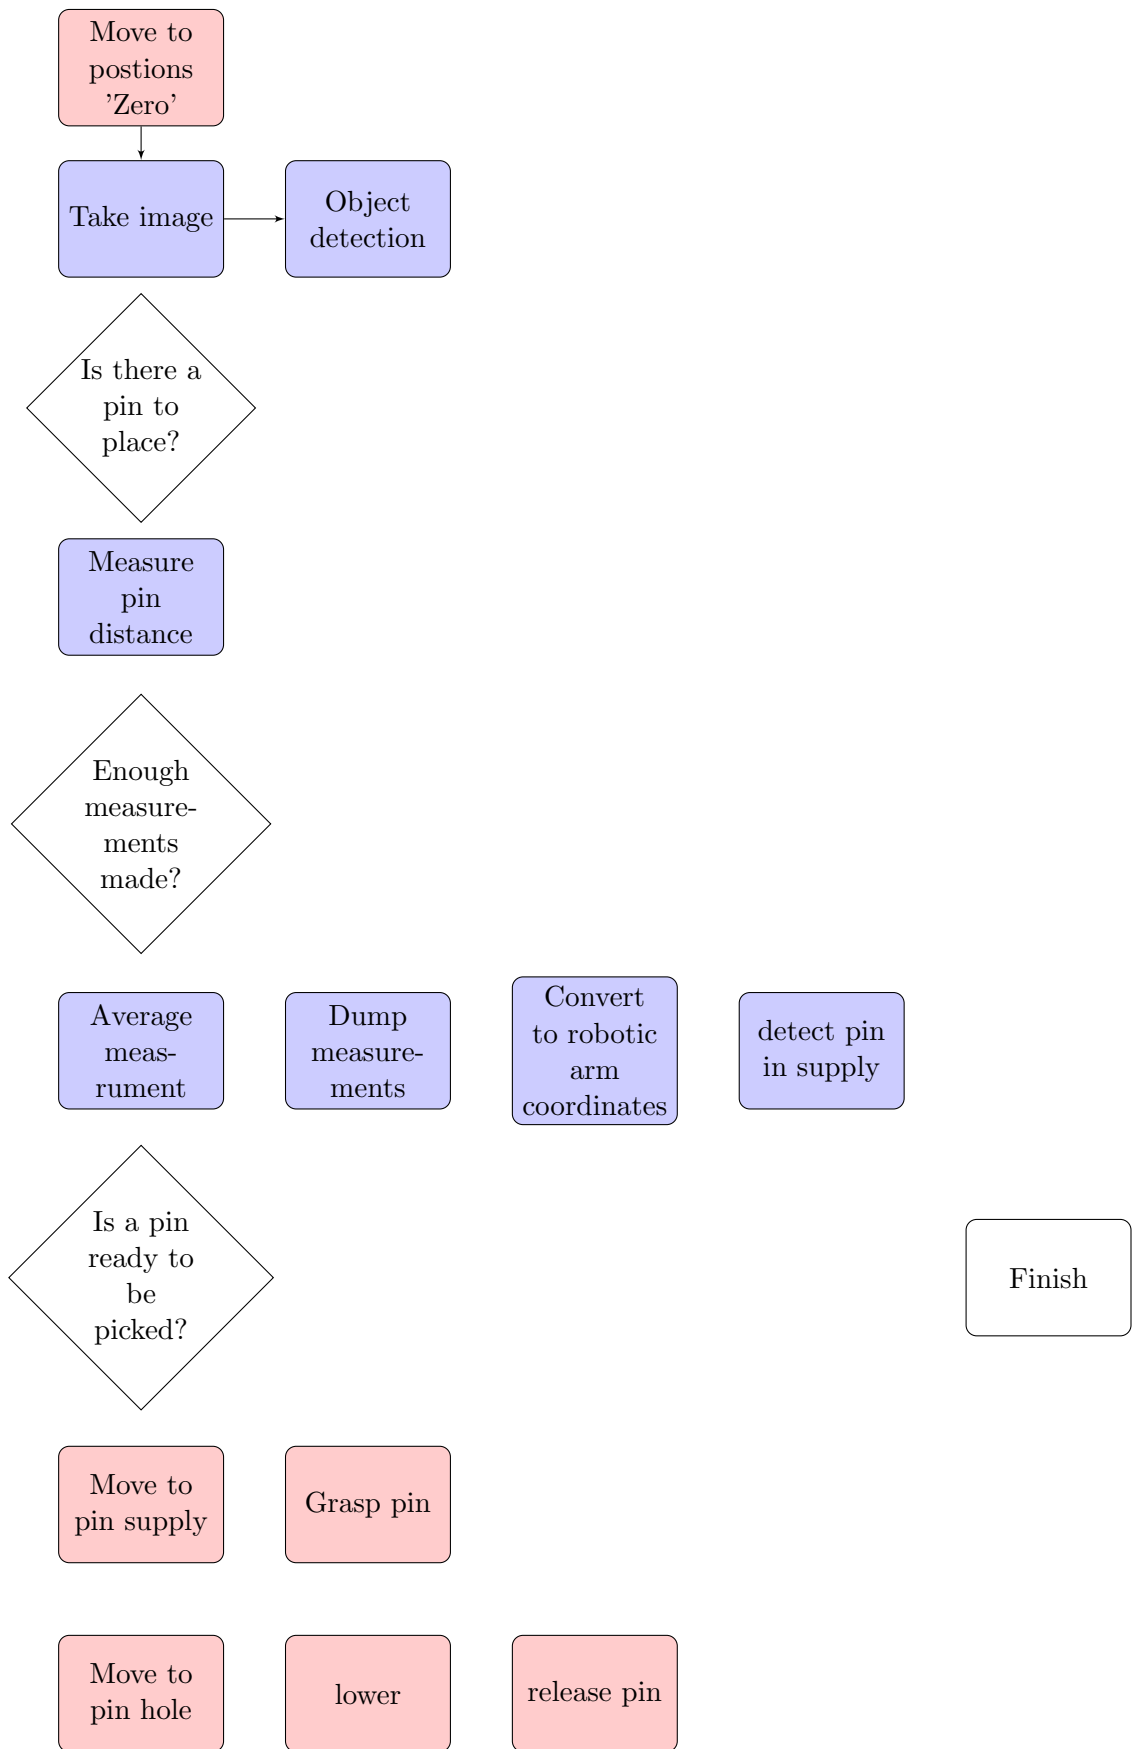 Move to
postions
'Zero'
Take image
Object
detection
Is there a
pin to
place?
Measure
pin
distance
Enough
measure-
ments
made?
Average
meas-
rument
Dump
measure-
ments
Convert
to robotic
arm
coordinates
detect pin
in supply
Is a pin
ready to
be
picked?
Finish
Move to
pin supply
Grasp pin
Move to
pin hole
lower
release pin